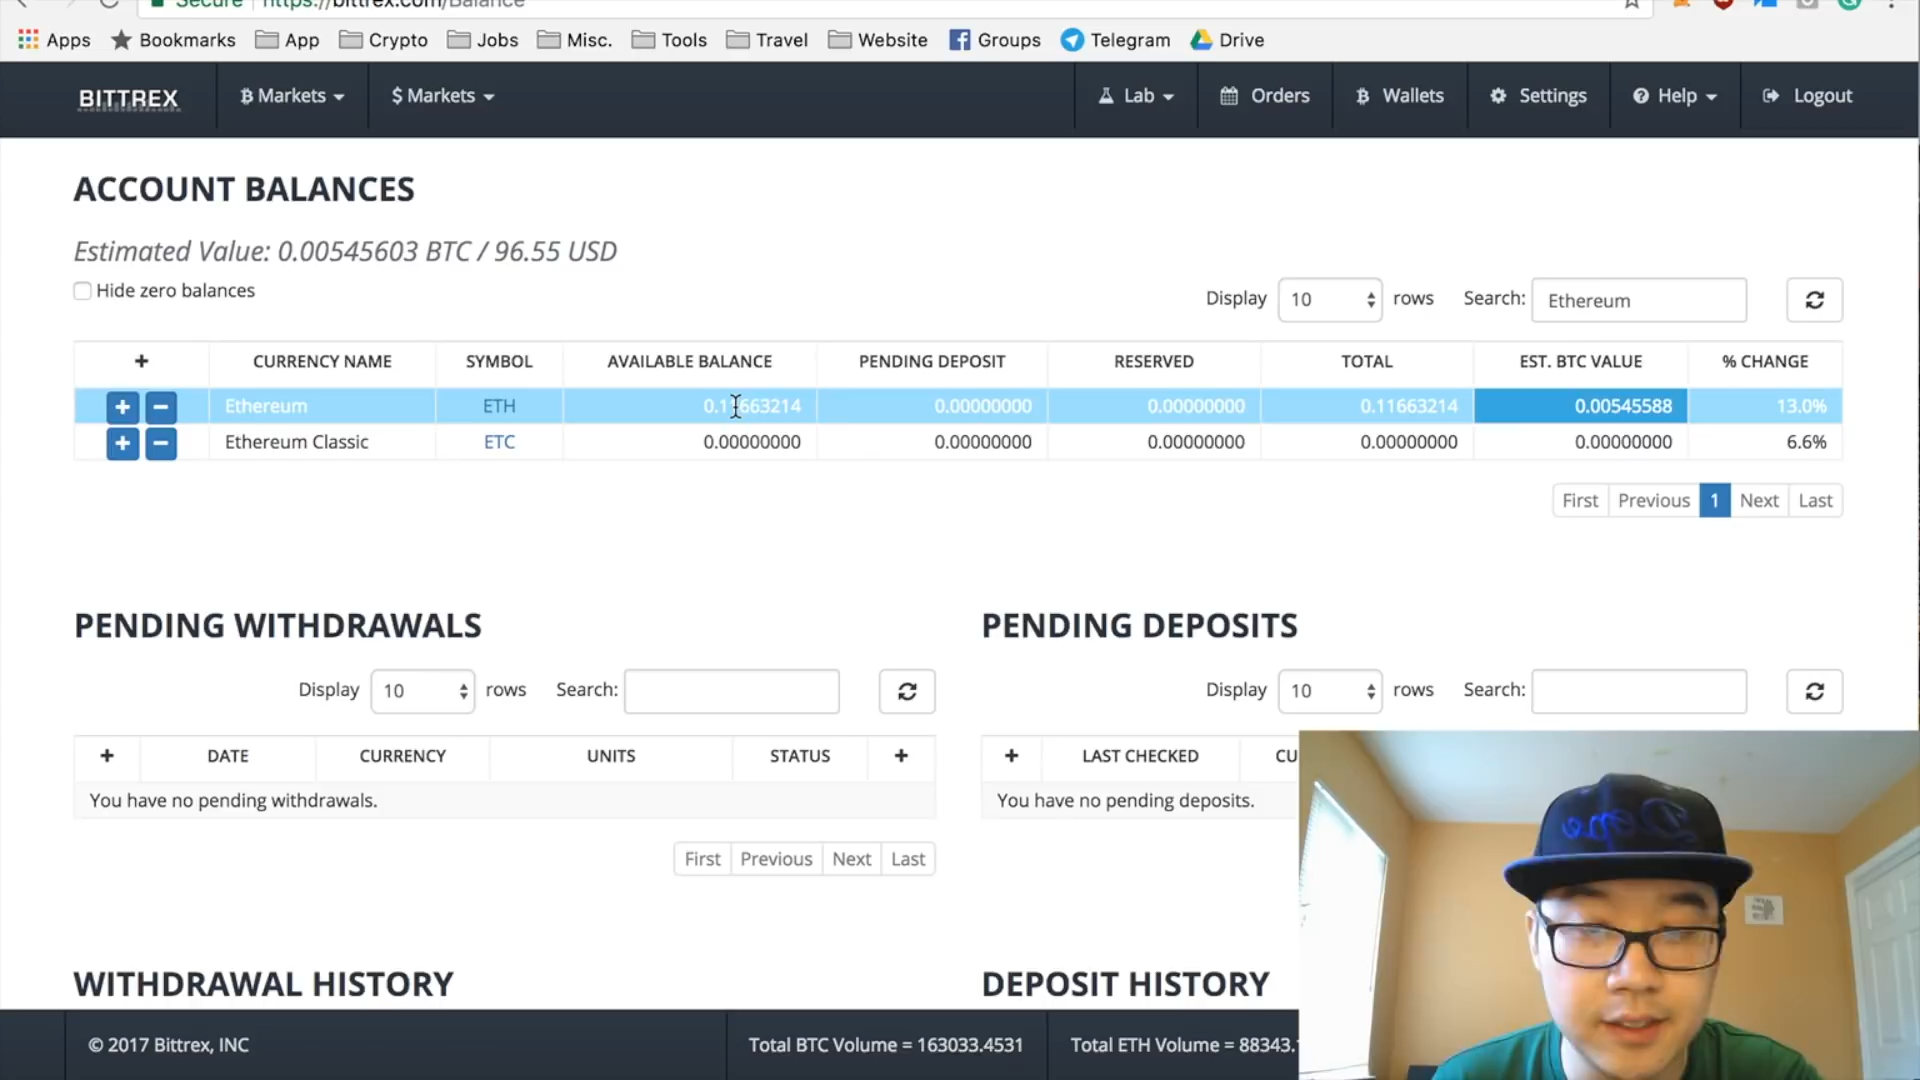 Secure https://bittrex.com/Balance
Apps Bookmarks App Crypto Jobs Misc. Tools Travel Website Groups Telegram Drive
BITTREX Markets $ Markets Lab Orders Wallets Settings Help Logout
ACCOUNT BALANCES
Estimated Value: 0.00545603 BTC / 96.55 USD
Hide zero balances
Display 10 rows Search: Ethereum
+ CURRENCY NAME SYMBOL AVAILABLE BALANCE PENDING DEPOSIT RESERVED TOTAL EST. BTC VALUE % CHANGE
+ − Ethereum ETH 0.11663214 0.00000000 0.00000000 0.11663214 0.00545588 13.0%
+ − Ethereum Classic ETC 0.00000000 0.00000000 0.00000000 0.00000000 0.00000000 6.6%
First Previous 1 Next Last
PENDING WITHDRAWALS
Display 10 rows Search:
+ DATE CURRENCY UNITS STATUS +
You have no pending withdrawals.
First Previous Next Last
PENDING DEPOSITS
Display 10 rows Search:
+ LAST CHECKED CU
You have no pending deposits.
Dope
WITHDRAWAL HISTORY
DEPOSIT HISTORY
© 2017 Bittrex, INC Total BTC Volume = 163033.4531 Total ETH Volume = 88343.